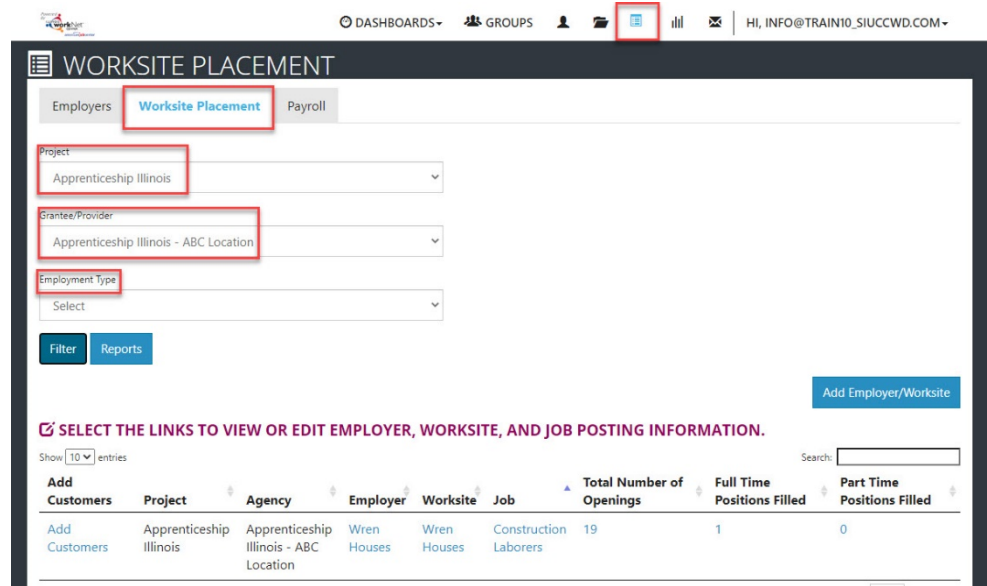 Powered by
workNet
DASHBOARDS GROUPS HI, INFO@TRAIN10_SIUCCWD.COM
WORKSITE PLACEMENT
Employers Worksite Placement Payroll
Project
Apprenticeship Illinois
Grantee/Provider
Apprenticeship Illinois - ABC Location
Employment Type
Select
Filter Reports
Add Employer/Worksite
SELECT THE LINKS TO VIEW OR EDIT EMPLOYER, WORKSITE, AND JOB POSTING INFORMATION.
Show 10 entries Search:
Add Total Number of Full Time Part Time
Customers Project Agency Employer Worksite Job Openings Positions Filled Positions Filled
Add Apprenticeship Apprenticeship Wren Wren Construction 19 1 0
Customers Illinois Illinois - ABC Houses Houses Laborers
Location